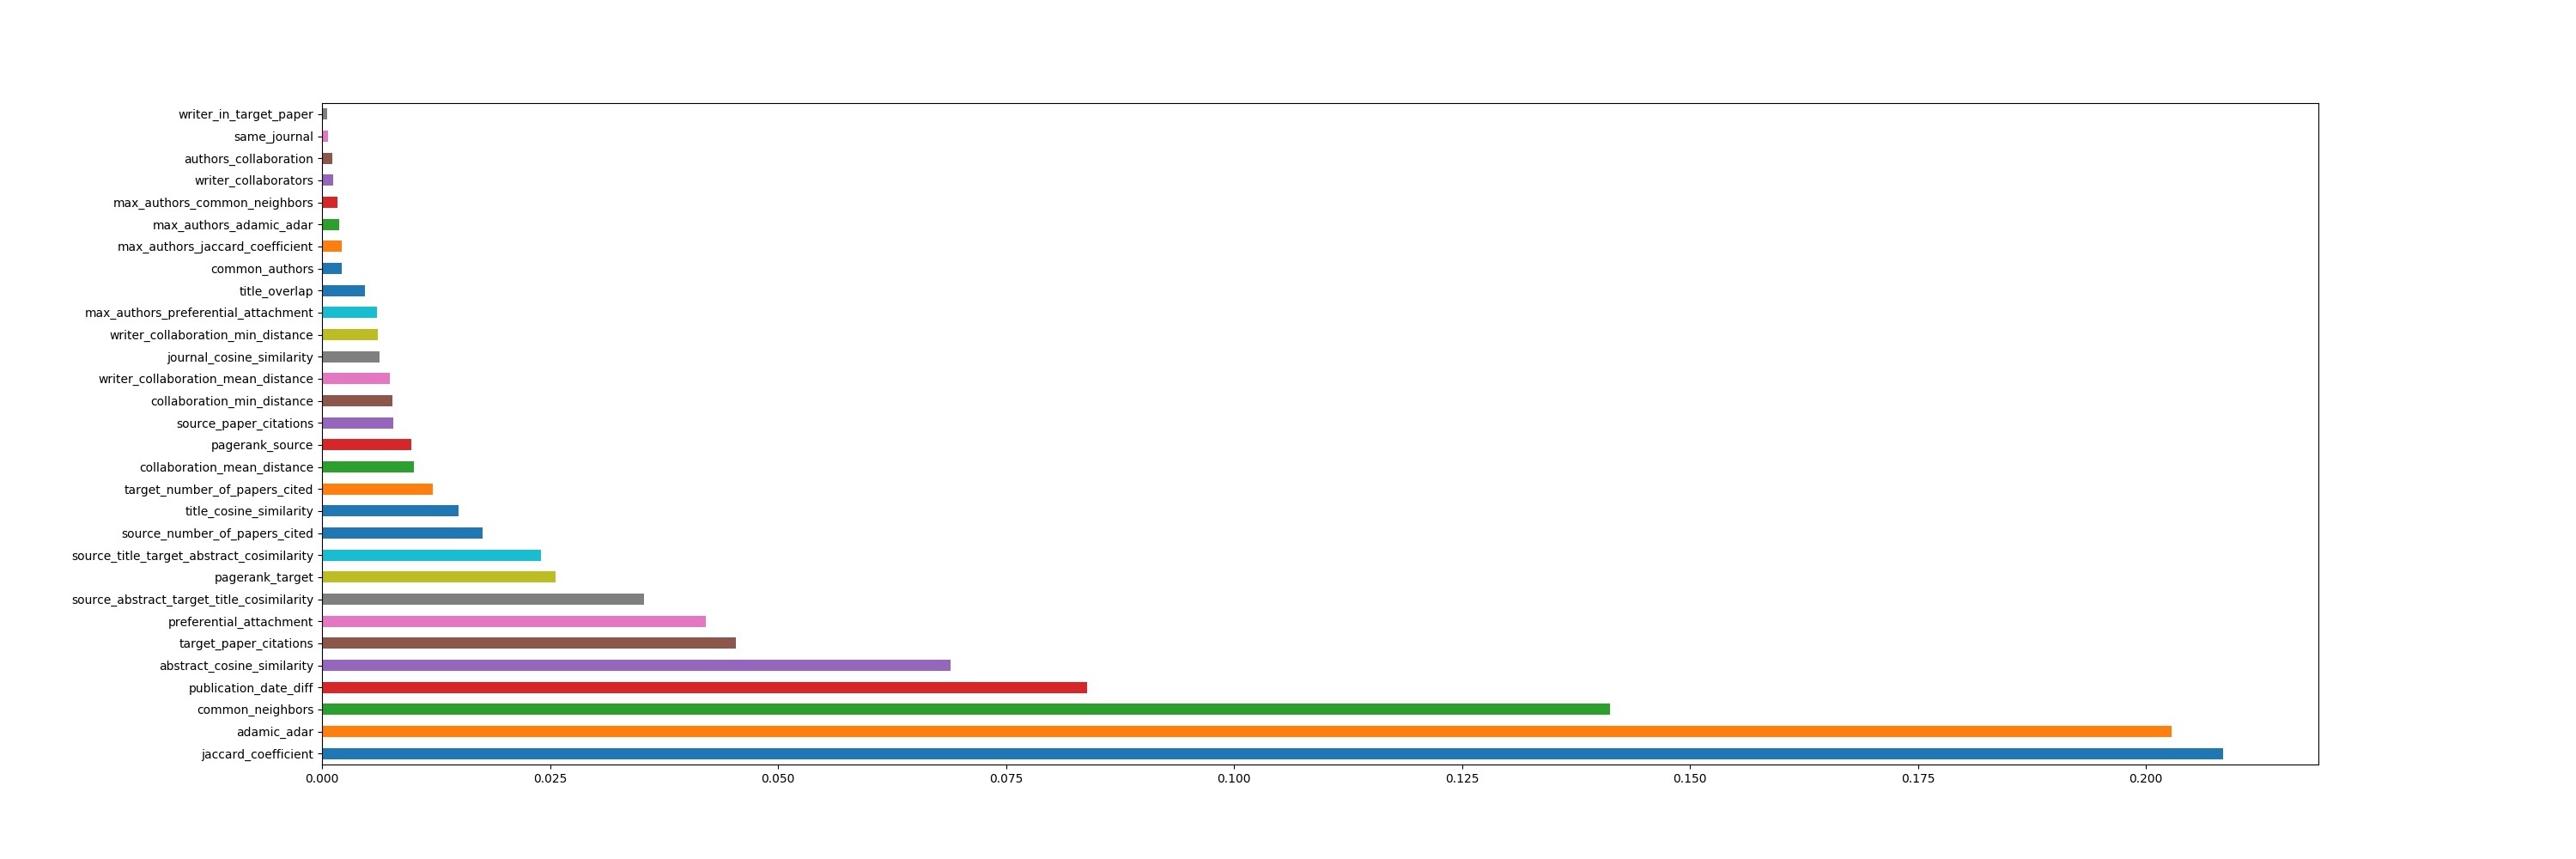 writer_in_target_paper
same_journal
authors_collaboration
writer_collaborators
max_authors_common_neighbors
max_authors_adamic_adar
max_authors_jaccard_coefficient
common_authors
title_overlap
max_authors_preferential_attachment
writer_collaboration_min_distance
journal_cosine_similarity
writer_collaboration_mean_distance
collaboration_min_distance
source_paper_citations
pagerank_source
collaboration_mean_distance
target_number_of_papers_cited
title_cosine_similarity
source_number_of_papers_cited
source_title_target_abstract_cosimilarity
pagerank_target
source_abstract_target_title_cosimilarity
preferential_attachment
target_paper_citations
abstract_cosine_similarity
publication_date_diff
common_neighbors
adamic_adar
jaccard_coefficient
0.000 0.025 0.050 0.075 0.100 0.125 0.150 0.175 0.200